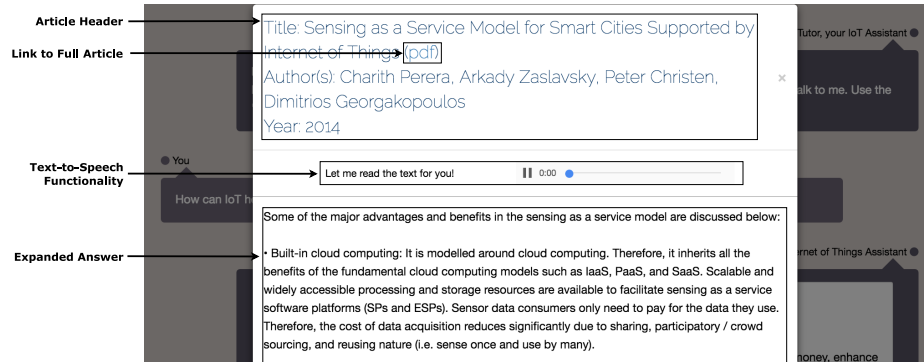 Article Header
Title: Sensing as a Service Model for Smart Cities Supported by
Tutor, your IoT Assistant
Link to Full Article
Internet of Things (pdf)
Author(s): Charith Perera, Arkady Zaslavsky, Peter Christen,
×
alk to me. Use the
Dimitrios Georgakopoulos
Year: 2014
You
Text-to-Speech
Functionality
Let me read the text for you!
0:00
How can IoT h
Some of the major advantages and benefits in the sensing as a service model are discussed below:
Expanded Answer
• Built-in cloud computing: It is modelled around cloud computing. Therefore, it inherits all the
rnet of Things Assistant
benefits of the fundamental cloud computing models such as IaaS, PaaS, and SaaS. Scalable and
widely accessible processing and storage resources are available to facilitate sensing as a service
software platforms (SPs and ESPs). Sensor data consumers only need to pay for the data they use.
Therefore, the cost of data acquisition reduces significantly due to sharing, participatory / crowd
sourcing, and reusing nature (i.e. sense once and use by many).
money, enhance